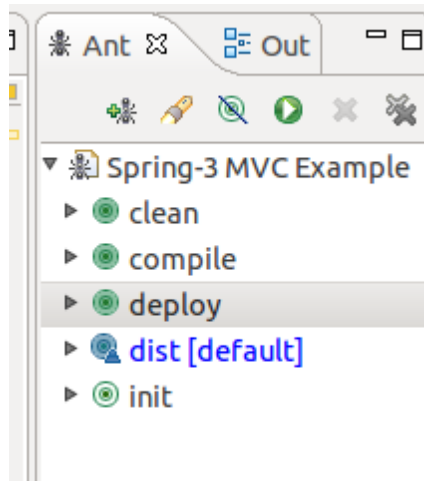 Ant Out
Spring-3 MVC Example
clean
compile
deploy
dist [default]
init